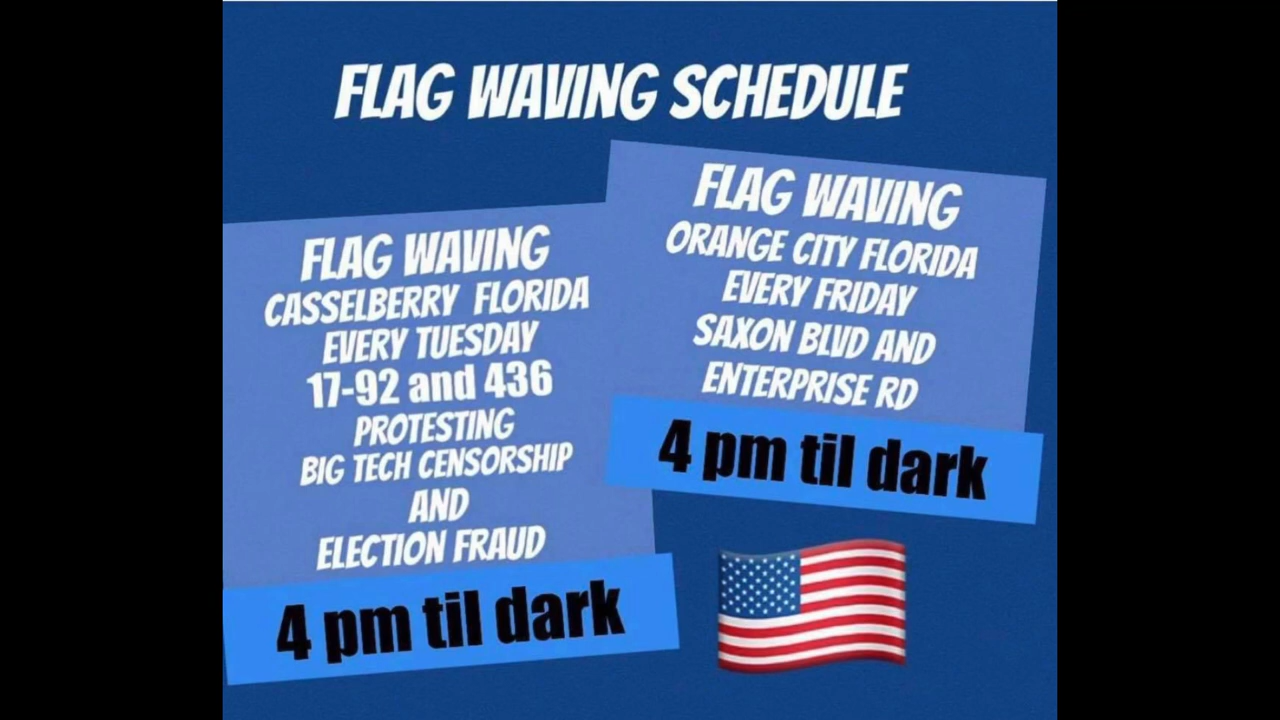 FLAG WAVING SCHEDULE
FLAG WAVING
CASSELBERRY FLORIDA
EVERY TUESDAY
17-92 and 436
PROTESTING
BIG TECH CENSORSHIP
AND
ELECTION FRAUD
4 pm til dark
FLAG WAVING
ORANGE CITY FLORIDA
EVERY FRIDAY
SAXON BLVD AND
ENTERPRISE RD
4 pm til dark